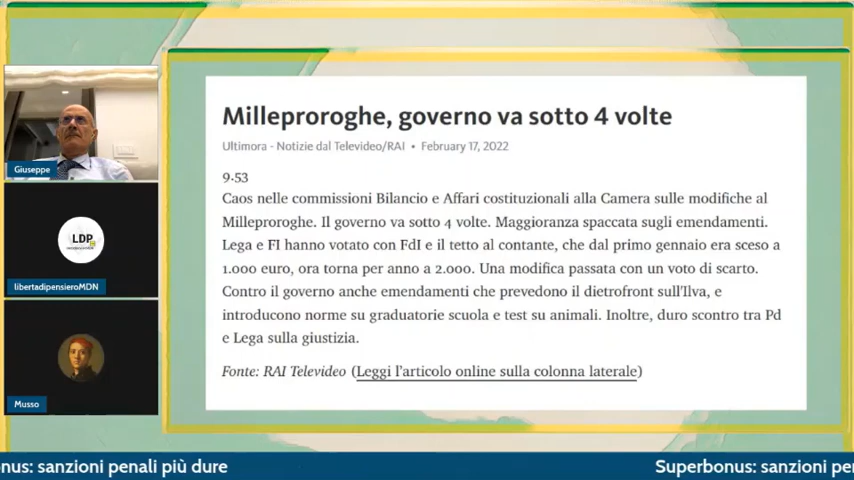 Milleproroghe, governo va sotto 4 volte
Ultimora - Notizie dal Televideo/RAI • February 17, 2022
9.53
Caos nelle commissioni Bilancio e Affari costituzionali alla Camera sulle modifiche al
Milleproroghe. Il governo va sotto 4 volte. Maggioranza spaccata sugli emendamenti.
Lega e FI hanno votato con FdI e il tetto al contante, che dal primo gennaio era sceso a
1.000 euro, ora torna per anno a 2.000. Una modifica passata con un voto di scarto.
Contro il governo anche emendamenti che prevedono il dietrofront sull'Ilva, e
introducono norme su graduatorie scuola e test su animali. Inoltre, duro scontro tra Pd
e Lega sulla giustizia.
Fonte: RAI Televideo (Leggi l'articolo online sulla colonna laterale)
Giuseppe
LDP
libertadipensieroMDN
Musso
nus: sanzioni penali più dure
Superbonus: sanzioni pe